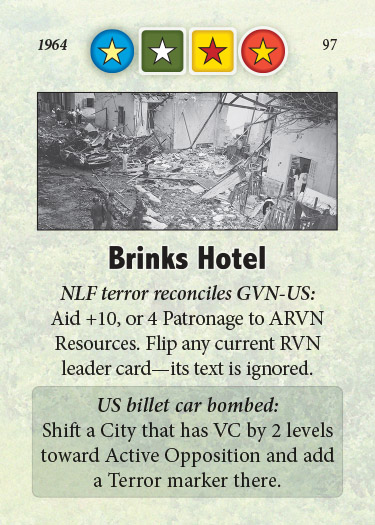 1964 97
Brinks Hotel
NLF terror reconciles GVN-US:
Aid +10, or 4 Patronage to ARVN
Resources. Flip any current RVN
leader card—its text is ignored.
US billet car bombed:
Shift a City that has VC by 2 levels
toward Active Opposition and add
a Terror marker there.